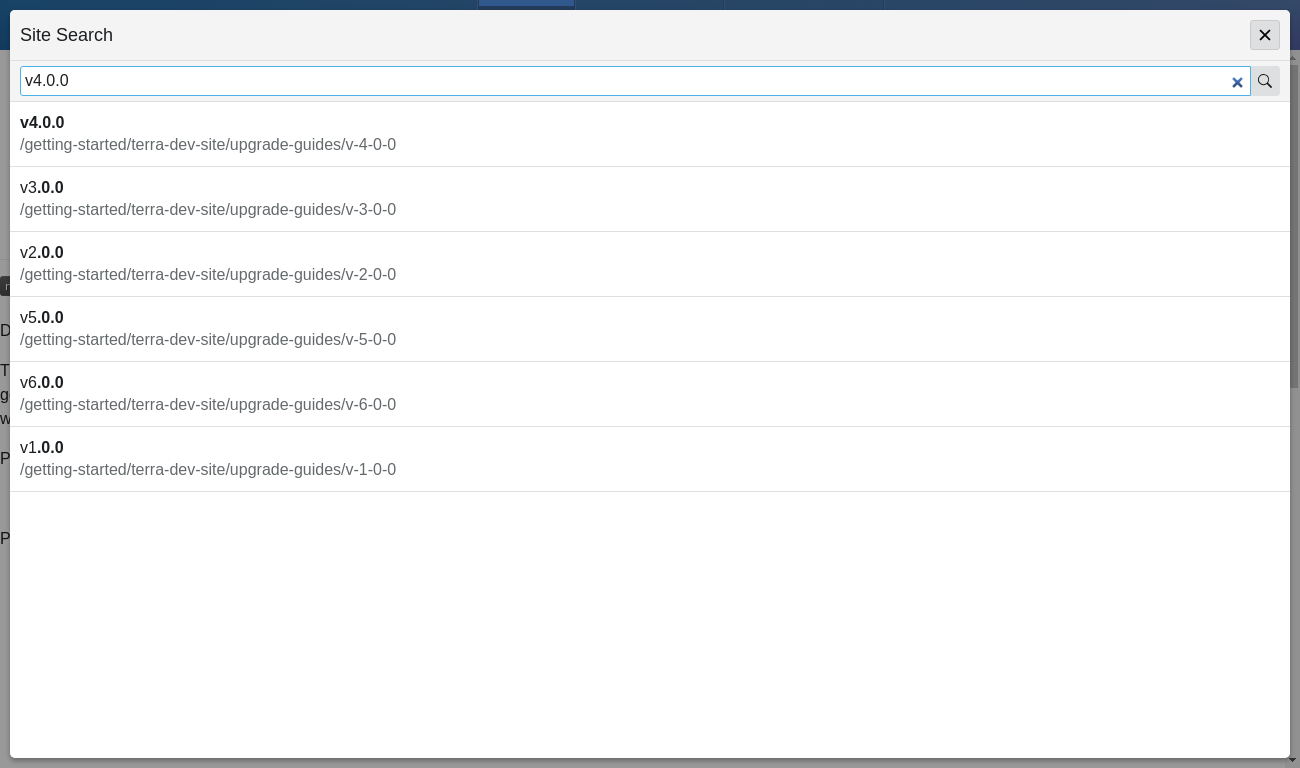 Site Search
v4.0.0
v4.0.0
/getting-started/terra-dev-site/upgrade-guides/v-4-0-0
v3.0.0
/getting-started/terra-dev-site/upgrade-guides/v-3-0-0
v2.0.0
/getting-started/terra-dev-site/upgrade-guides/v-2-0-0
v5.0.0
/getting-started/terra-dev-site/upgrade-guides/v-5-0-0
v6.0.0
/getting-started/terra-dev-site/upgrade-guides/v-6-0-0
v1.0.0
/getting-started/terra-dev-site/upgrade-guides/v-1-0-0